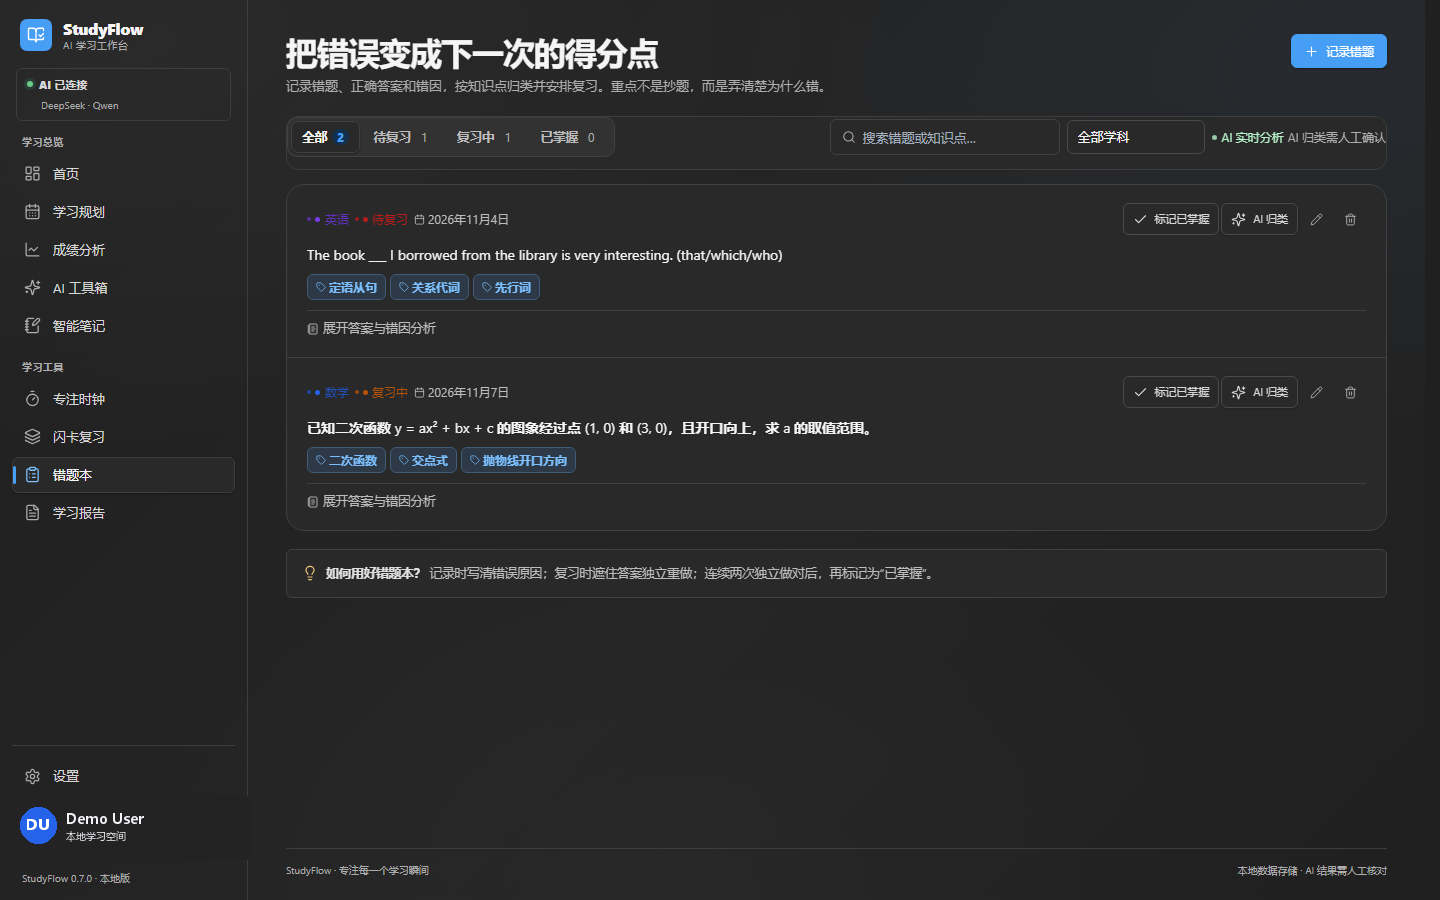 StudyFlow
AI 学习工作台
AI 已连接
DeepSeek · Qwen
学习总览
首页
学习规划
成绩分析
AI 工具箱
智能笔记
学习工具
专注时钟
闪卡复习
错题本
学习报告
设置
DU
Demo User
本地学习空间
StudyFlow 0.7.0 · 本地版
把错误变成下一次的得分点
记录错题、正确答案和错因，按知识点归类并安排复习。重点不是抄题，而是弄清楚为什么错。
记录错题
全部 2 待复习 1 复习中 1 已掌握 0
搜索错题或知识点...
全部学科
AI 实时分析 AI 归类需人工确认
英语 待复习 2026年11月4日
标记已掌握 AI 归类
The book ___ I borrowed from the library is very interesting. (that/which/who)
定语从句 关系代词 先行词
展开答案与错因分析
数学 复习中 2026年11月7日
标记已掌握 AI 归类
已知二次函数 y = ax² + bx + c 的图象经过点 (1, 0) 和 (3, 0)，且开口向上，求 a 的取值范围。
二次函数 交点式 抛物线开口方向
展开答案与错因分析
如何用好错题本？ 记录时写清错误原因；复习时遮住答案独立重做；连续两次独立做对后，再标记为“已掌握”。
StudyFlow · 专注每一个学习瞬间
本地数据存储 · AI 结果需人工核对